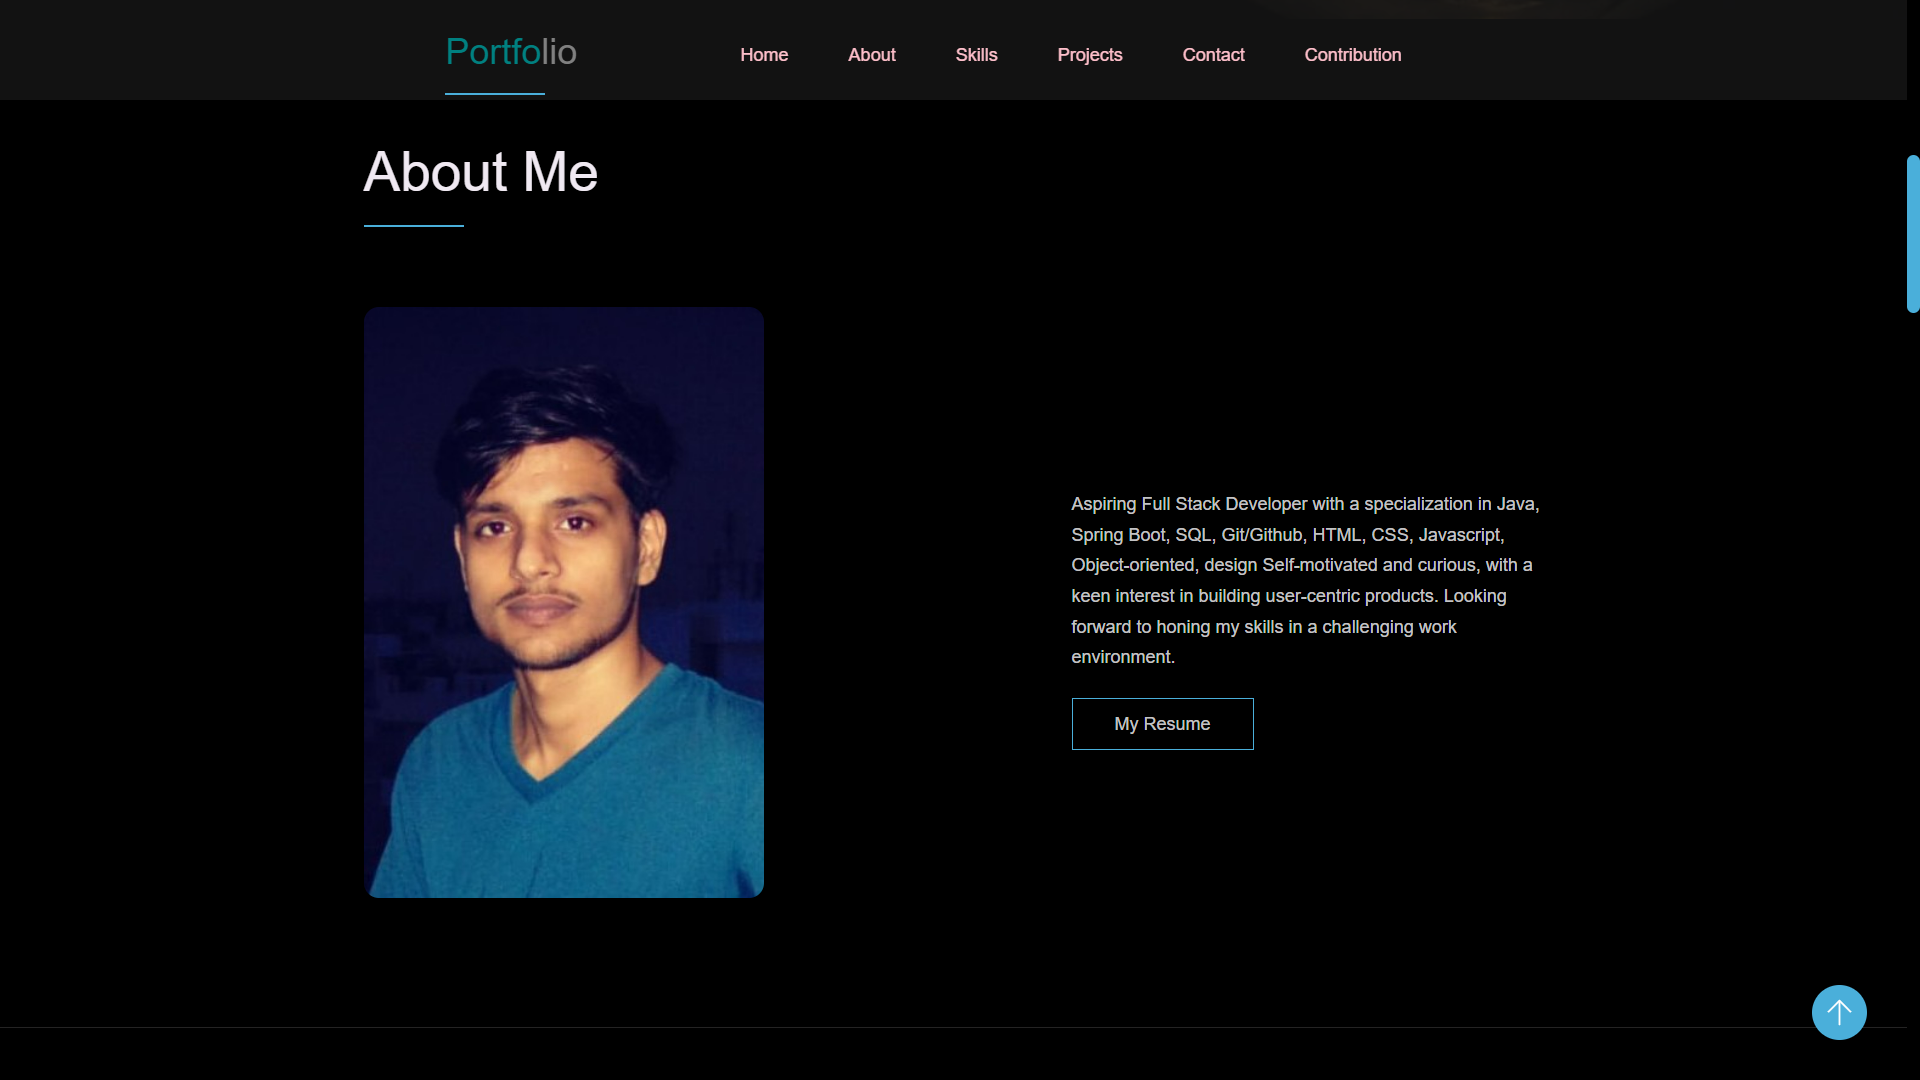 Portfolio
Home
About
Skills
Projects
Contact
Contribution
About Me
Aspiring Full Stack Developer with a specialization in Java,
Spring Boot, SQL, Git/Github, HTML, CSS, Javascript,
Object-oriented, design Self-motivated and curious, with a
keen interest in building user-centric products. Looking
forward to honing my skills in a challenging work
environment.
My Resume